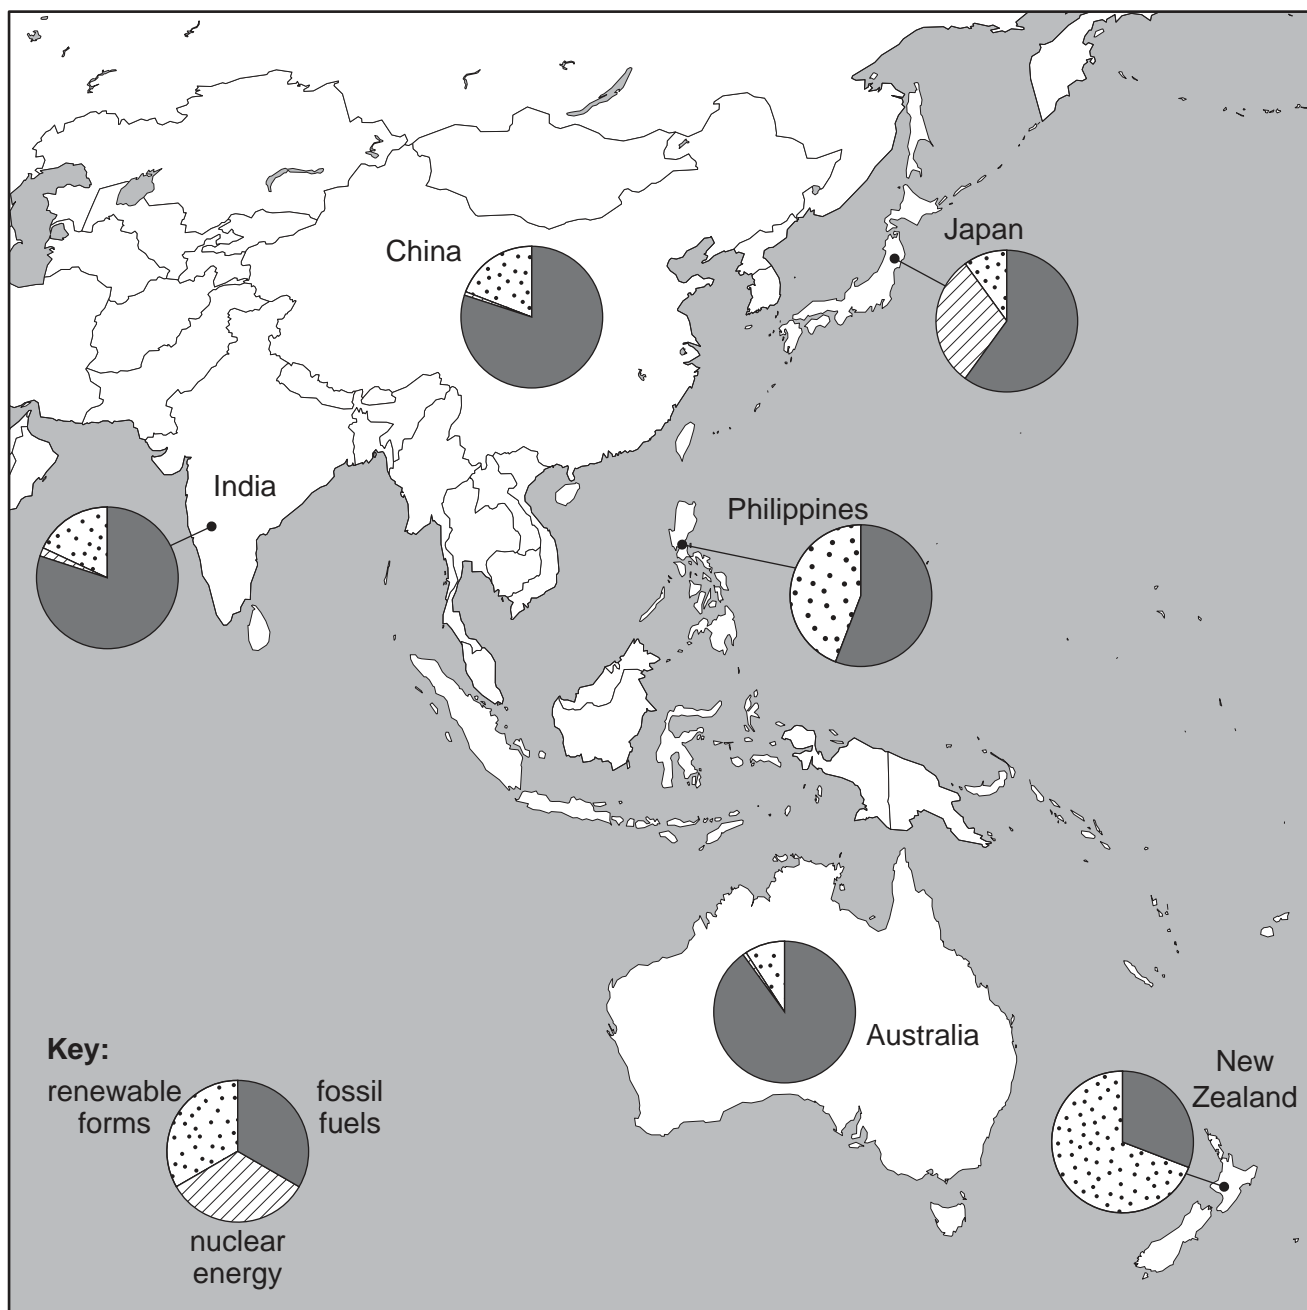 China
Japan
India
Philippines
Australia
New
Zealand
Key:
renewable
forms
fossil
fuels
nuclear
energy